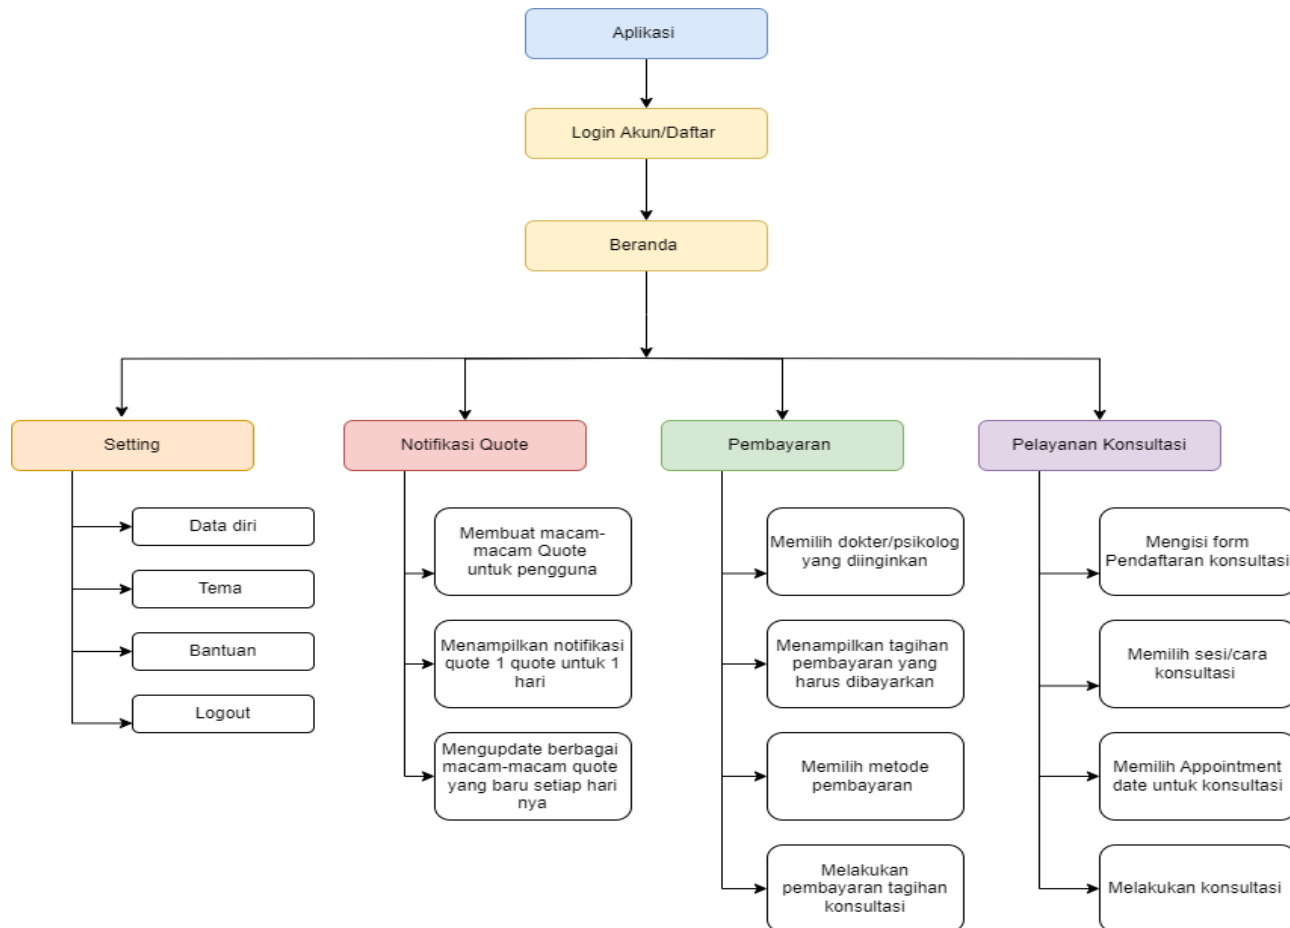 Aplikasi
Login Akun/Daftar
Beranda
Setting
Notifikasi Quote
Pembayaran
Pelayanan Konsultasi
Data diri
Tema
Bantuan
Logout
Membuat macam-
macam Quote
untuk pengguna
Menampilkan notifikasi
quote 1 quote untuk 1
hari
Mengupdate berbagai
macam-macam quote
yang baru setiap hari
nya
Memilih dokter/psikolog
yang diinginkan
Menampilkan tagihan
pembayaran yang
harus dibayarkan
Memilih metode
pembayaran
Melakukan
pembayaran tagihan
konsultasi
Mengisi form
Pendaftaran konsultasi
Memilih sesi/cara
konsultasi
Memilih Appointment
date untuk konsultasi
Melakukan konsultasi